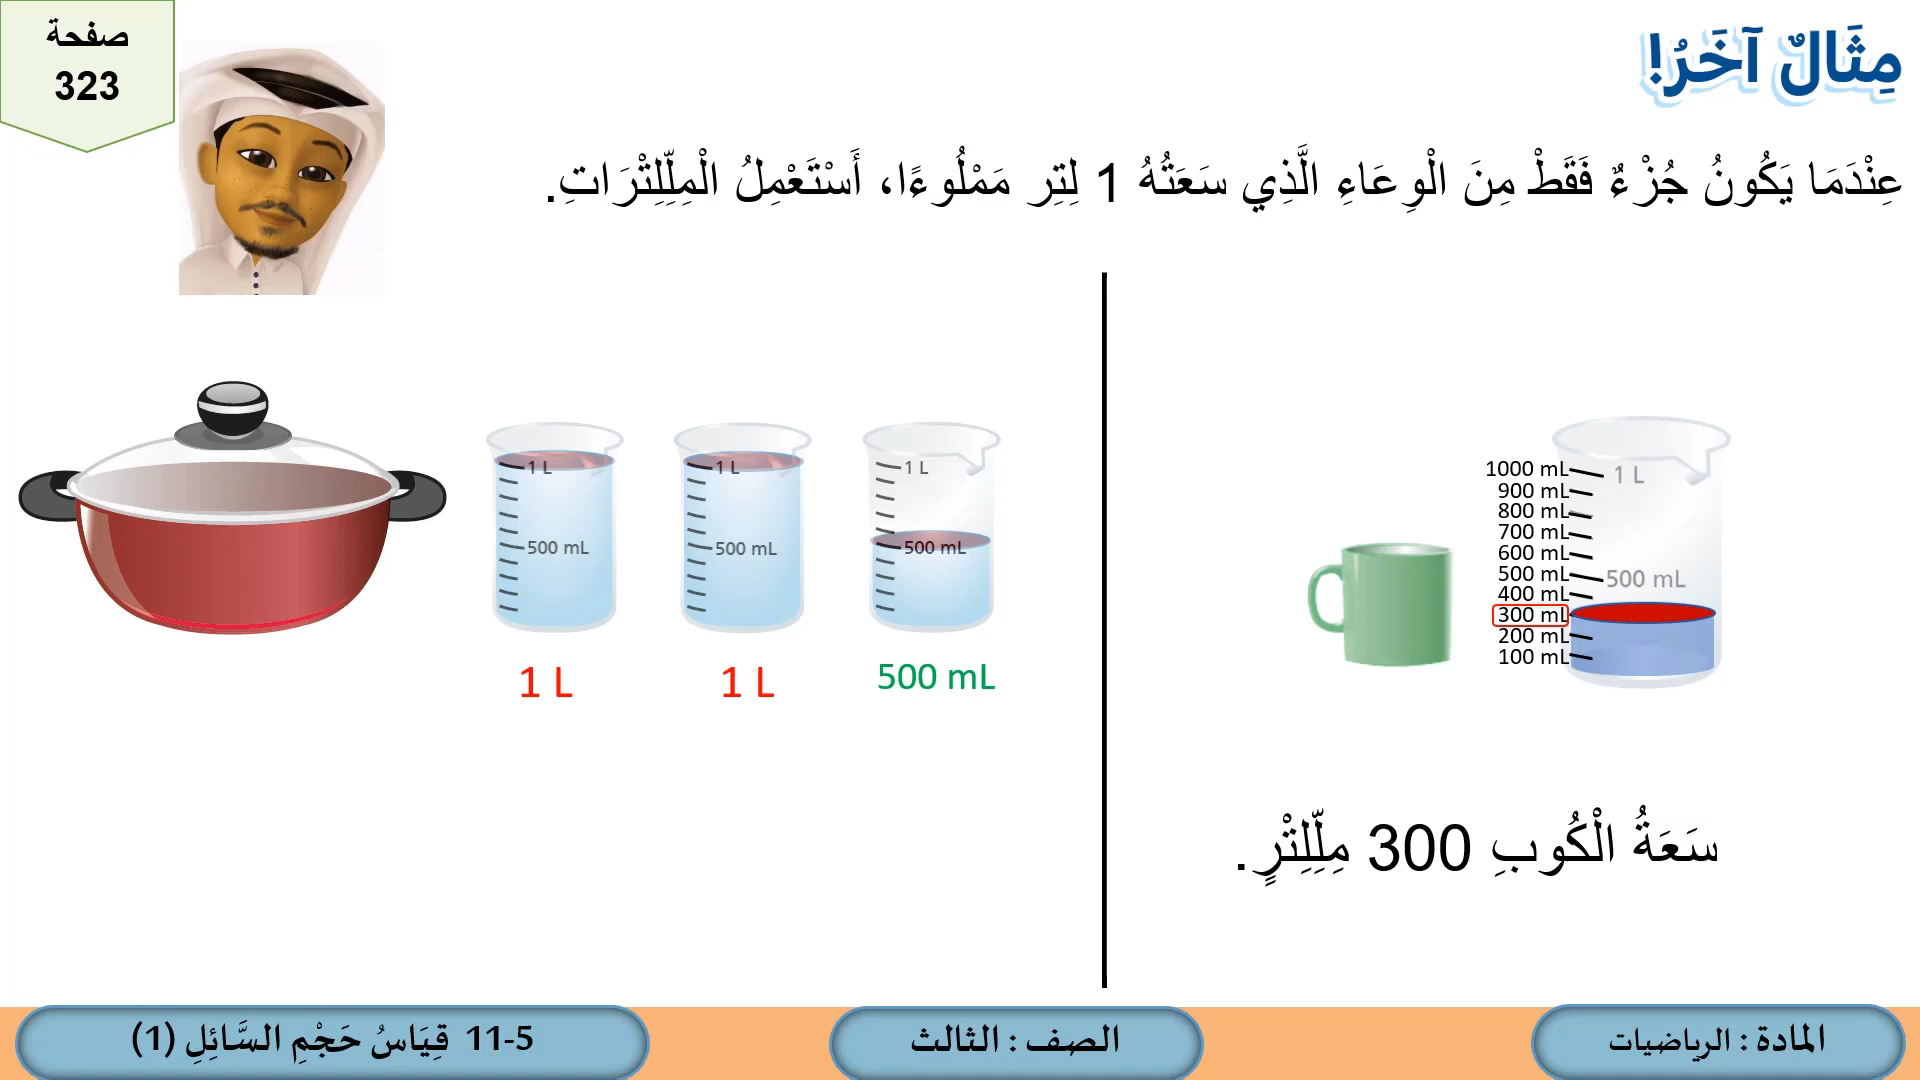 مِثَالٌ آخَرُ!
صفحة
323
عِنْدَمَا يَكُونُ جُزْءٌ فَقَطْ مِنَ الْوِعَاءِ الَّذِي سَعَتُهُ 1 لِتِر مَمْلُوءًا، أَسْتَعْمِلُ الْمِلِّلِتْرَاتِ.
1000 mL
900 mL
800 mL
700 mL
600 mL
500 mL
400 mL
300 mL
200 mL
100 mL
1 L
500 mL
سَعَةُ الْكُوبِ 300 مِلِّلِتْرٍ.
1 L
500 mL
1 L
500 mL
1 L
500 mL
1 L
1 L
500 mL
المادة : الرياضيات
الصف : الثالث
11-5 قِيَاسُ حَجْمِ السَّائِلِ (1)